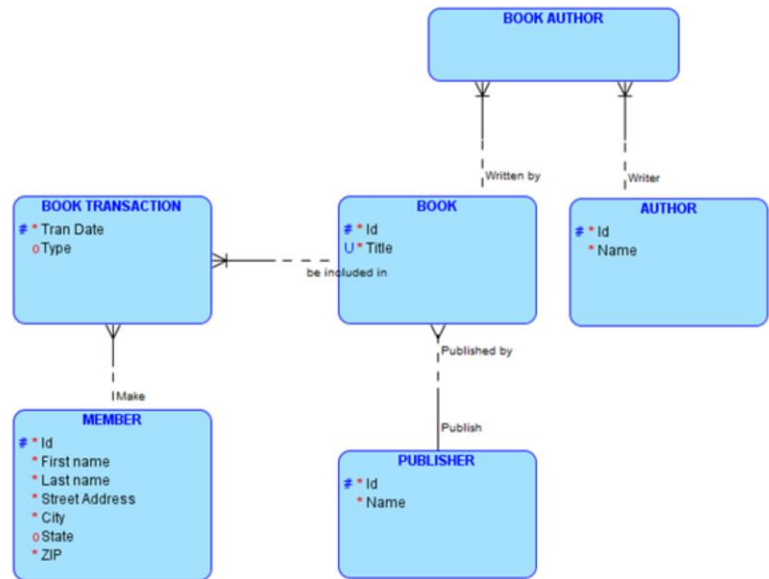 BOOK AUTHOR
Written by
Writer
BOOK TRANSACTION
# * Tran Date
o Type
BOOK
# * Id
U * Title
AUTHOR
# * Id
* Name
be included in
Published by
Make
Publish
MEMBER
# * Id
* First name
* Last name
* Street Address
* City
o State
* ZIP
PUBLISHER
# * Id
* Name